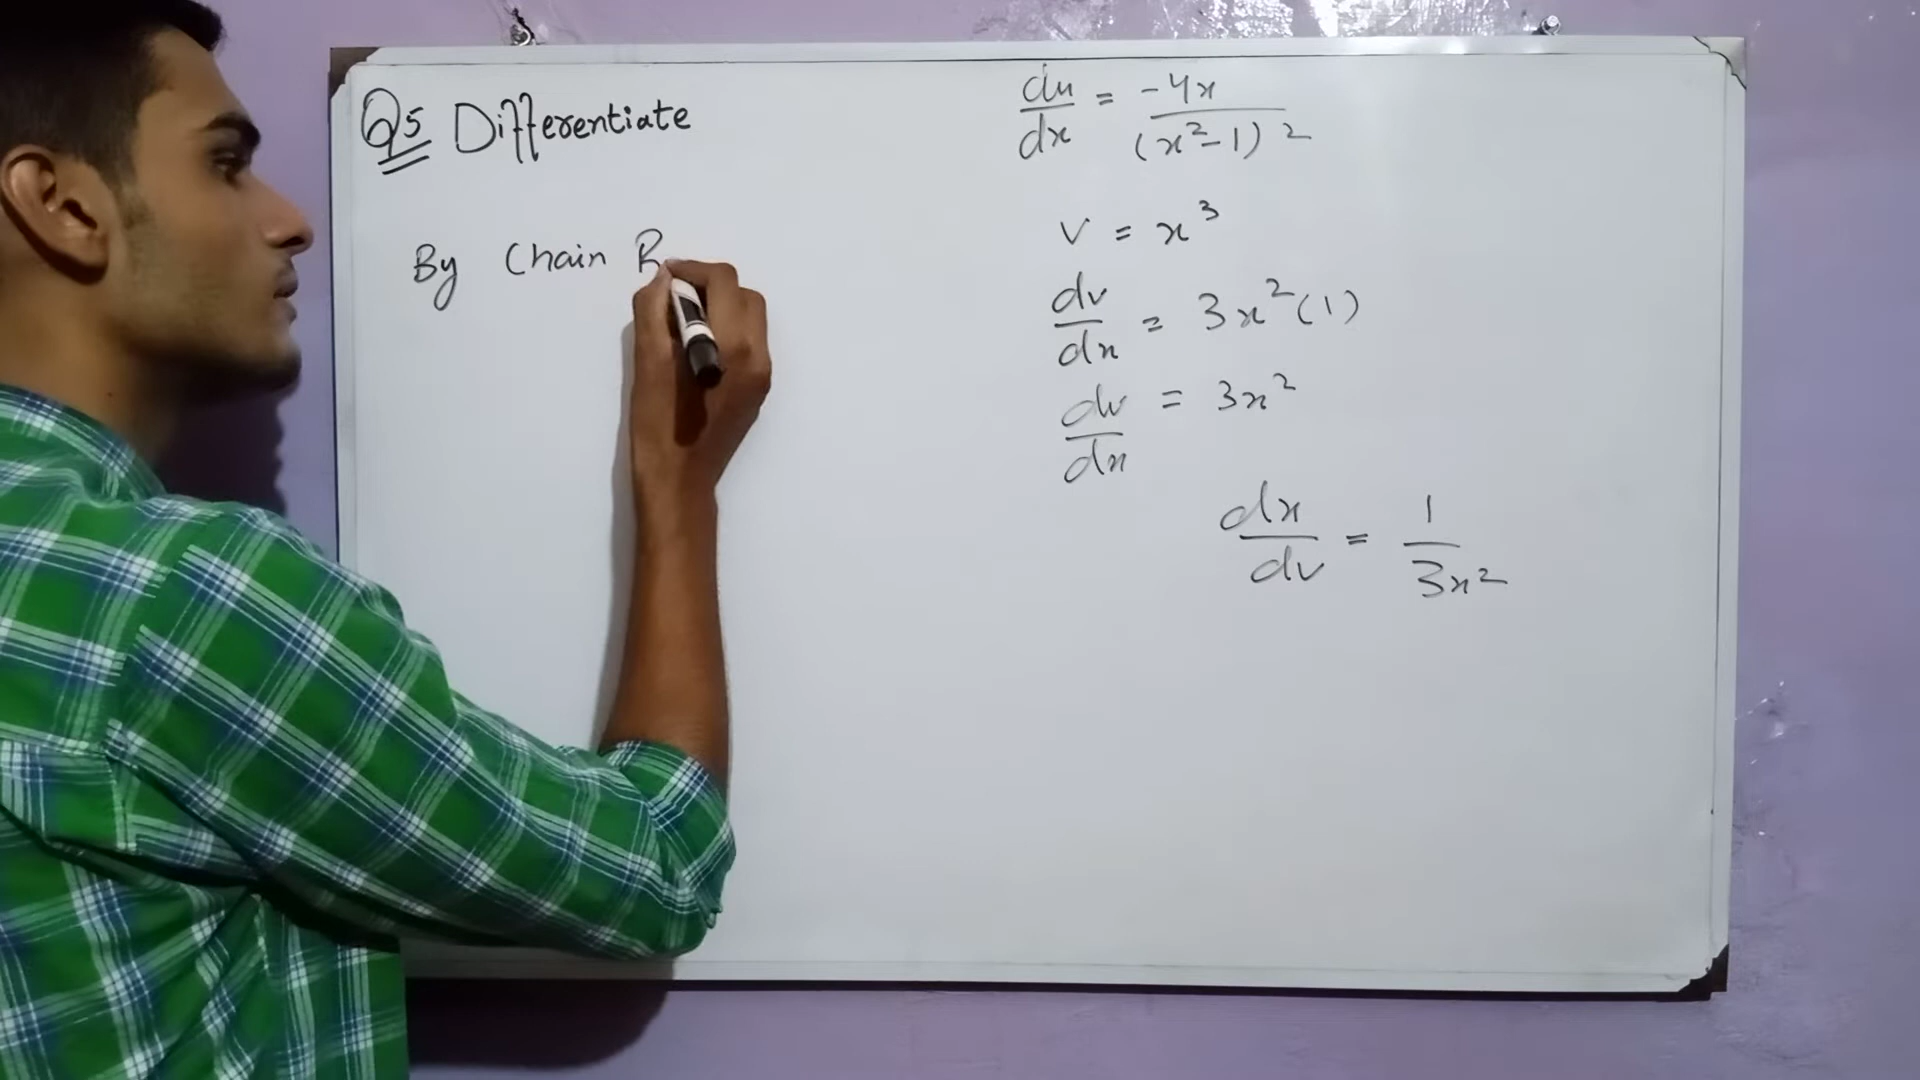 Q5 Differentiate
By Chain R
du/dx = -4x/(x²-1)²
v = x³
dv/dx = 3x²(1)
dv/dx = 3x²
dx/dv = 1/3x²